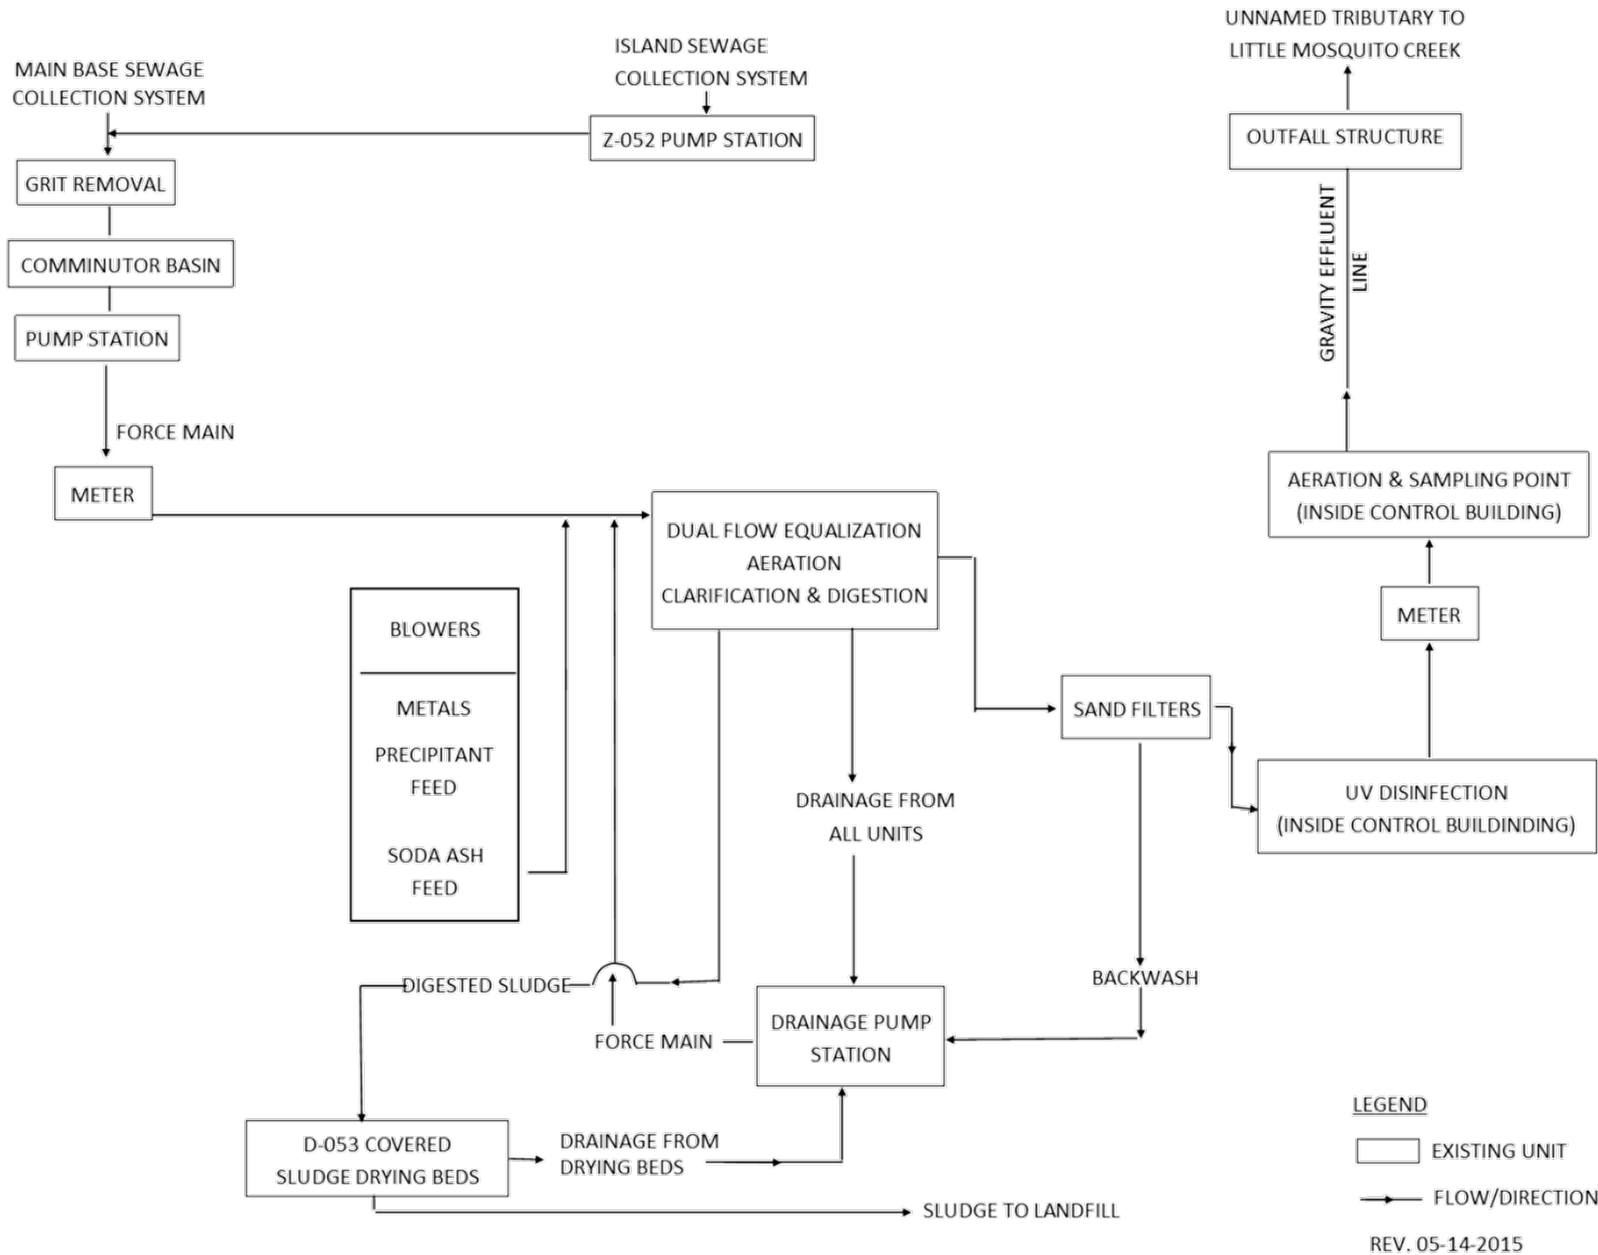 UNNAMED TRIBUTARY TO
LITTLE MOSQUITO CREEK
ISLAND SEWAGE
COLLECTION SYSTEM
MAIN BASE SEWAGE
COLLECTION SYSTEM
Z-052 PUMP STATION
OUTFALL STRUCTURE
GRIT REMOVAL
GRAVITY EFFLUENT
LINE
COMMINUTOR BASIN
PUMP STATION
FORCE MAIN
METER
DUAL FLOW EQUALIZATION
AERATION
CLARIFICATION & DIGESTION
AERATION & SAMPLING POINT
(INSIDE CONTROL BUILDING)
METER
BLOWERS
METALS
PRECIPITANT
FEED
SODA ASH
FEED
SAND FILTERS
UV DISINFECTION
(INSIDE CONTROL BUILDINDING)
DRAINAGE FROM
ALL UNITS
DIGESTED SLUDGE
BACKWASH
FORCE MAIN
DRAINAGE PUMP
STATION
D-053 COVERED
SLUDGE DRYING BEDS
DRAINAGE FROM
DRYING BEDS
SLUDGE TO LANDFILL
LEGEND
EXISTING UNIT
FLOW/DIRECTION
REV. 05-14-2015